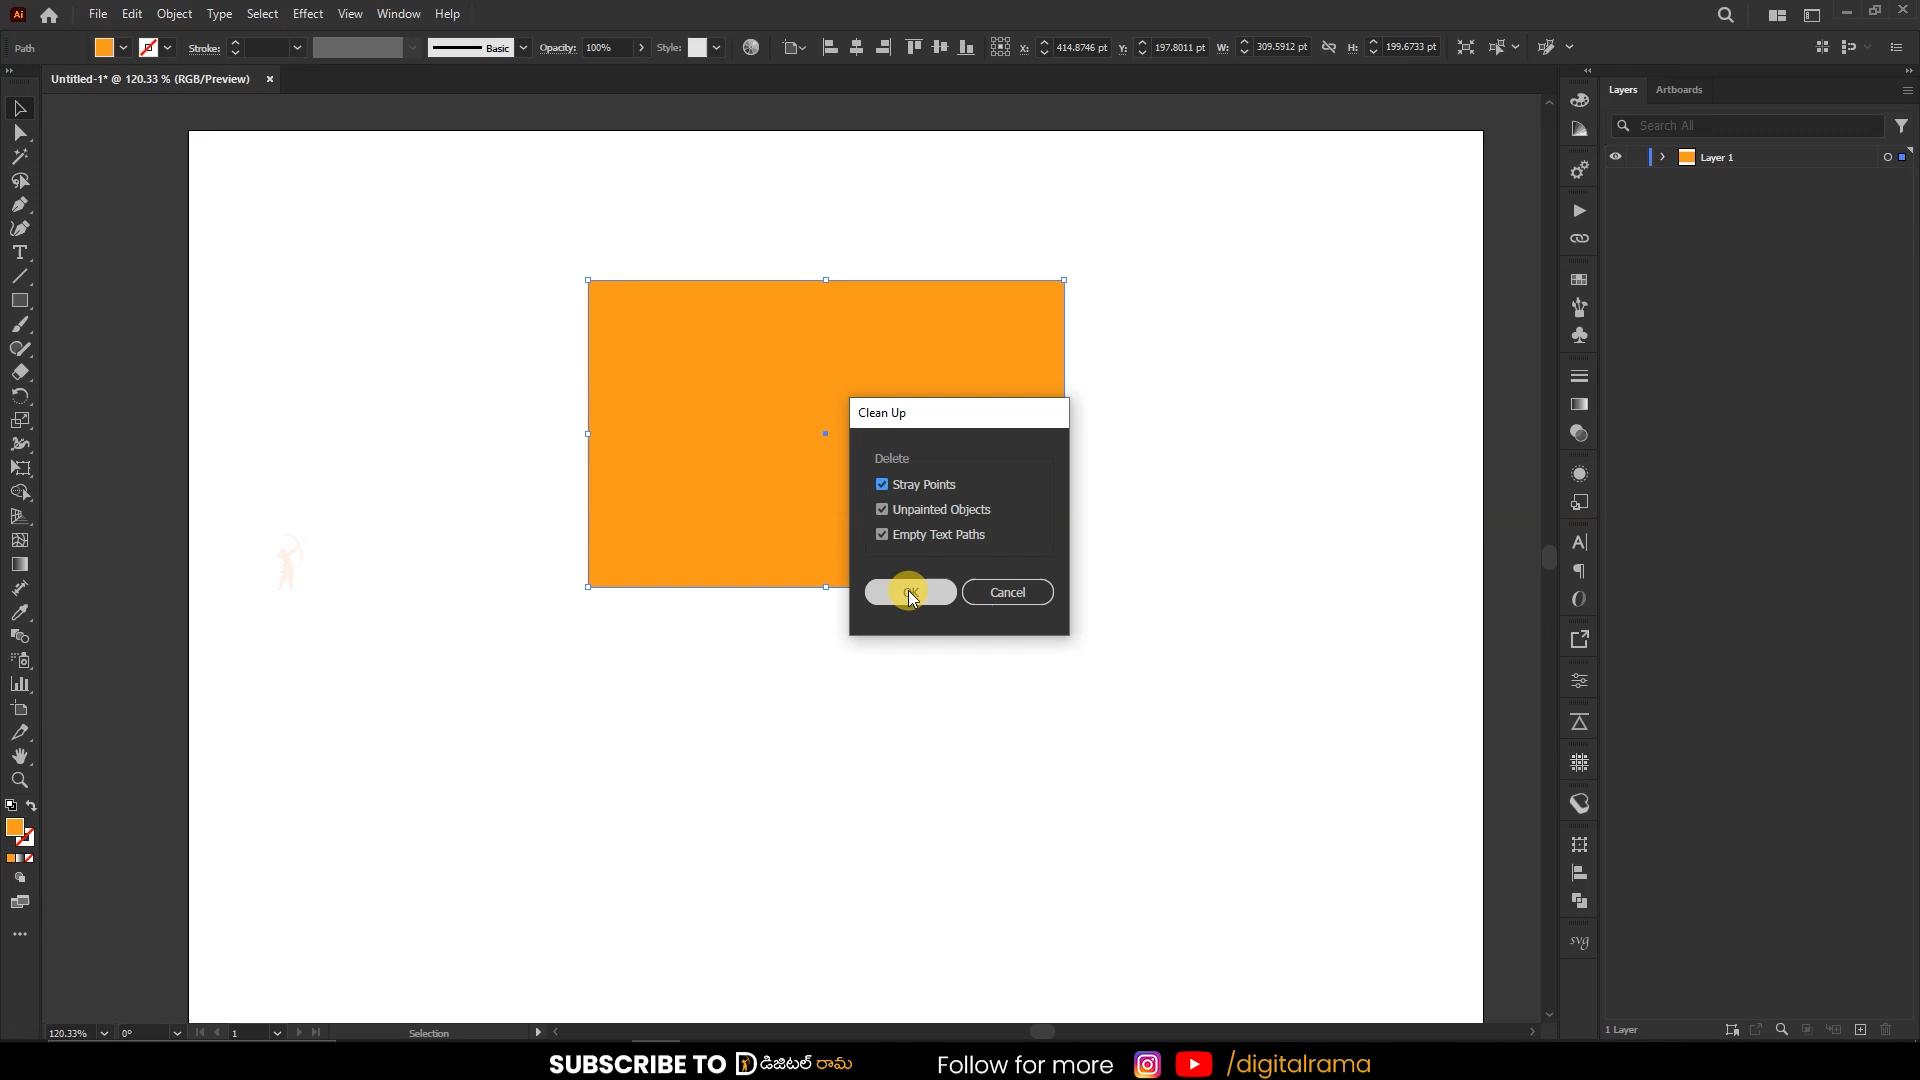 Ai File Edit Object Type Select Effect View Window Help
Path Stroke: Basic Opacity: 100% Style: X: 414.8746 pt Y: 197.8011 pt W: 309.5912 pt H: 199.6733 pt
Untitled-1* @ 120.33 % (RGB/Preview)
Layers Artboards
Search All
Layer 1
Clean Up
Delete
Stray Points
Unpainted Objects
Empty Text Paths
OK Cancel
svg
120.33% 0° 1 Selection
1 Layer
SUBSCRIBE TO D డిజిటల్ రామ Follow for more /digitalrama